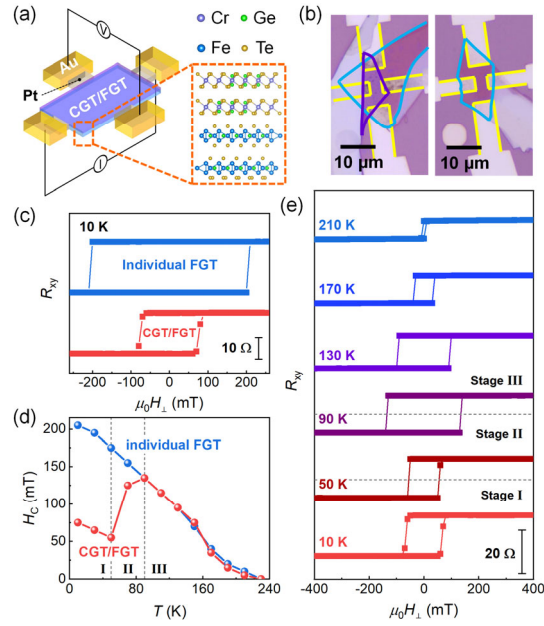 (a)
Cr Ge
Fe Te
V
Au
Pt
CGT/FGT
I
(b)
10 μm
10 μm
(c)
10 K
Individual FGT
CGT/FGT
10 Ω
Rxy
-200 -100 0 100 200
μ0H⊥ (mT)
(d)
200
150
100
50
0
HC (mT)
individual FGT
CGT/FGT
I II III
0 40 80 120 160 200 240
T (K)
(e)
210 K
170 K
130 K
Stage III
90 K
Stage II
50 K
Stage I
10 K
20 Ω
Rxy
-400 -200 0 200 400
μ0H⊥ (mT)